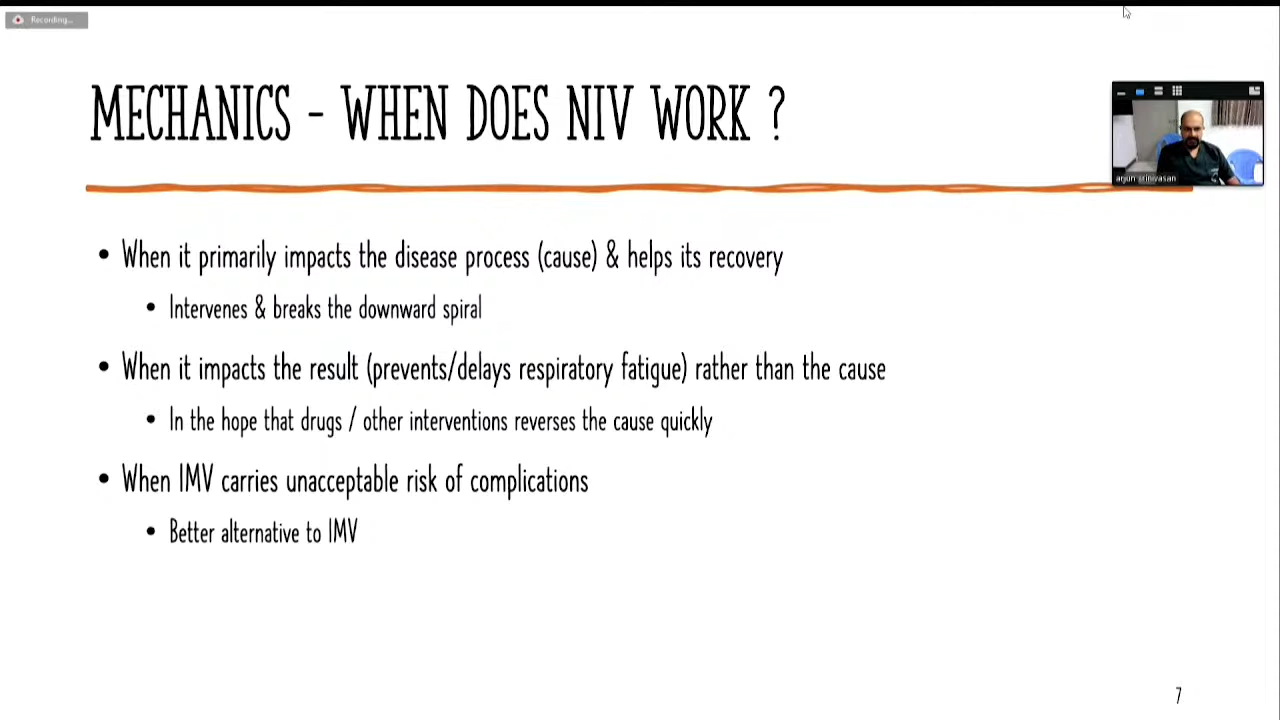 Recording...
MECHANICS - WHEN DOES NIV WORK ?
arjun srinivasan
• When it primarily impacts the disease process (cause) & helps its recovery
• Intervenes & breaks the downward spiral
• When it impacts the result (prevents/delays respiratory fatigue) rather than the cause
• In the hope that drugs / other interventions reverses the cause quickly
• When IMV carries unacceptable risk of complications
• Better alternative to IMV
7